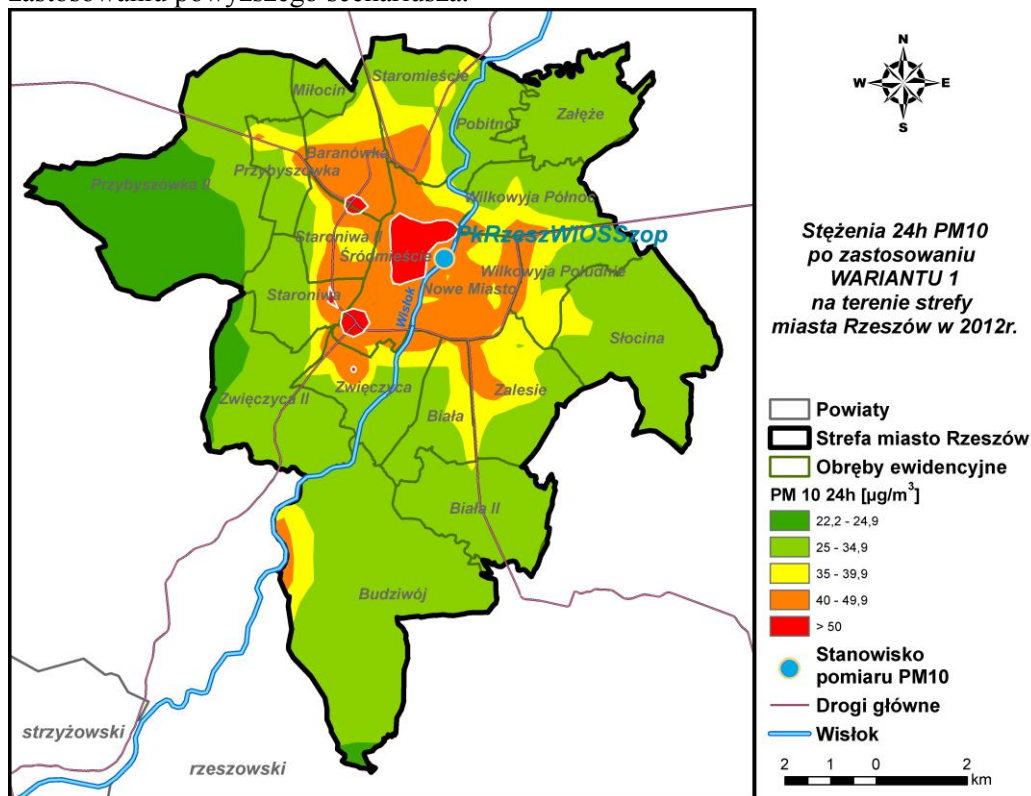 zastosowaniu powyższego scenariusza.
N
W
E
S
Staromieście
Miłocin
Pobitno
Załęże
Baranówka
Przybyszówka
Przybyszówka II
Wilkowyja Północ
Staroniwa II
PkRzeszWIOSSzop
Śródmieście
Wilkowyja Południe
Staroniwa
Nowe Miasto
Wisłok
Słocina
Zwięczyca
Zwięczyca II
Zalesie
Biała
Biała II
Budziwój
strzyżowski
rzeszowski
Stężenia 24h PM10
po zastosowaniu
WARIANTU 1
na terenie strefy
miasta Rzeszów w 2012r.
Powiaty
Strefa miasto Rzeszów
Obręby ewidencyjne
PM 10 24h [µg/m³]
22,2 - 24,9
25 - 34,9
35 - 39,9
40 - 49,9
> 50
Stanowisko
pomiaru PM10
Drogi główne
Wisłok
2 1 0 2
km